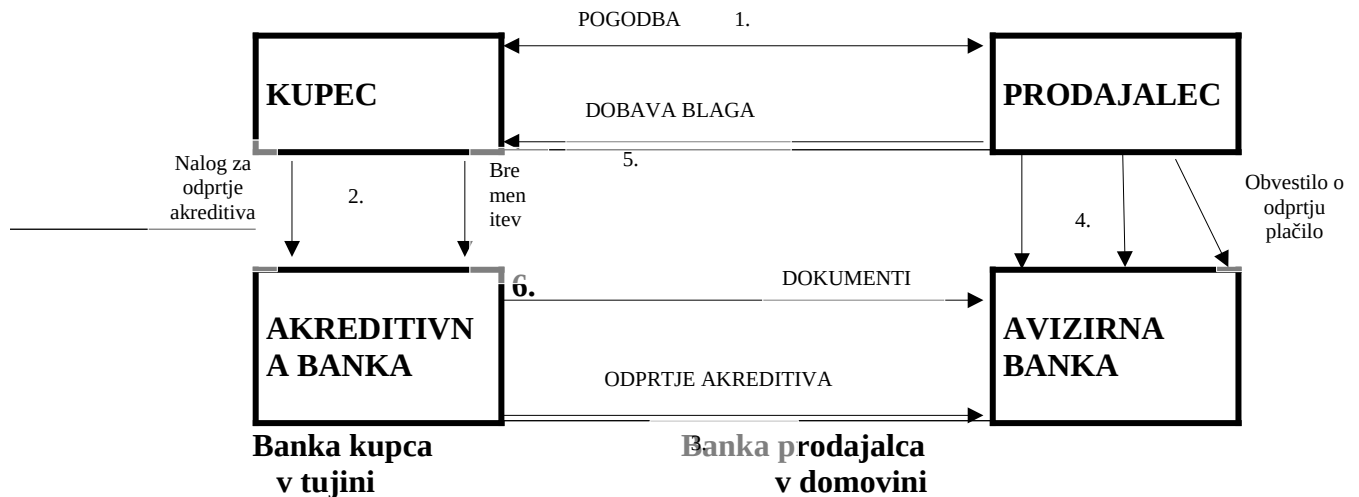 POGODBA 1.
KUPEC
PRODAJALEC
DOBAVA BLAGA
5.
Nalog za
odprtje
akreditiva
2.
Bre
men
itev
4.
Obvestilo o
odprtju
plačilo
6.
DOKUMENTI
AKREDITIVN
A BANKA
AVIZIRNA
BANKA
ODPRTJE AKREDITIVA
3.
Banka kupca
v tujini
Banka prodajalca
v domovini